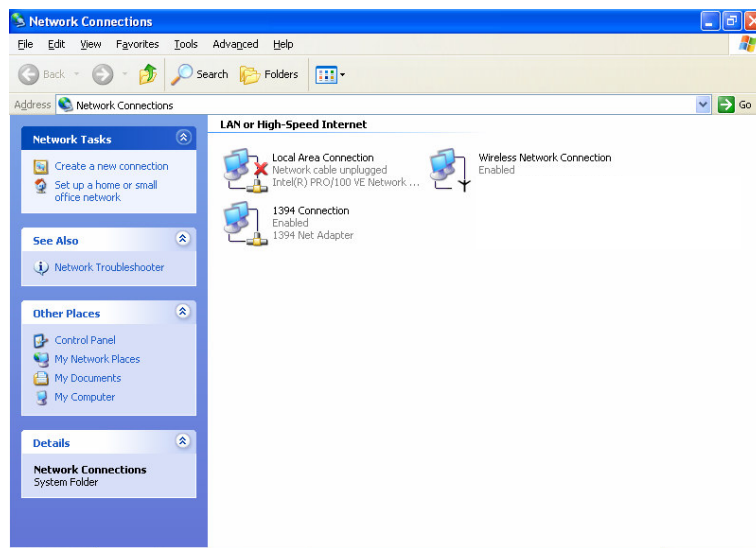 Network Connections
File Edit View Favorites Tools Advanced Help
Back Search Folders
Address Network Connections Go
Network Tasks
Create a new connection
Set up a home or small
office network
See Also
Network Troubleshooter
Other Places
Control Panel
My Network Places
My Documents
My Computer
Details
Network Connections
System Folder
LAN or High-Speed Internet
Local Area Connection
Network cable unplugged
Intel(R) PRO/100 VE Network ...
Wireless Network Connection
Enabled
1394 Connection
Enabled
1394 Net Adapter